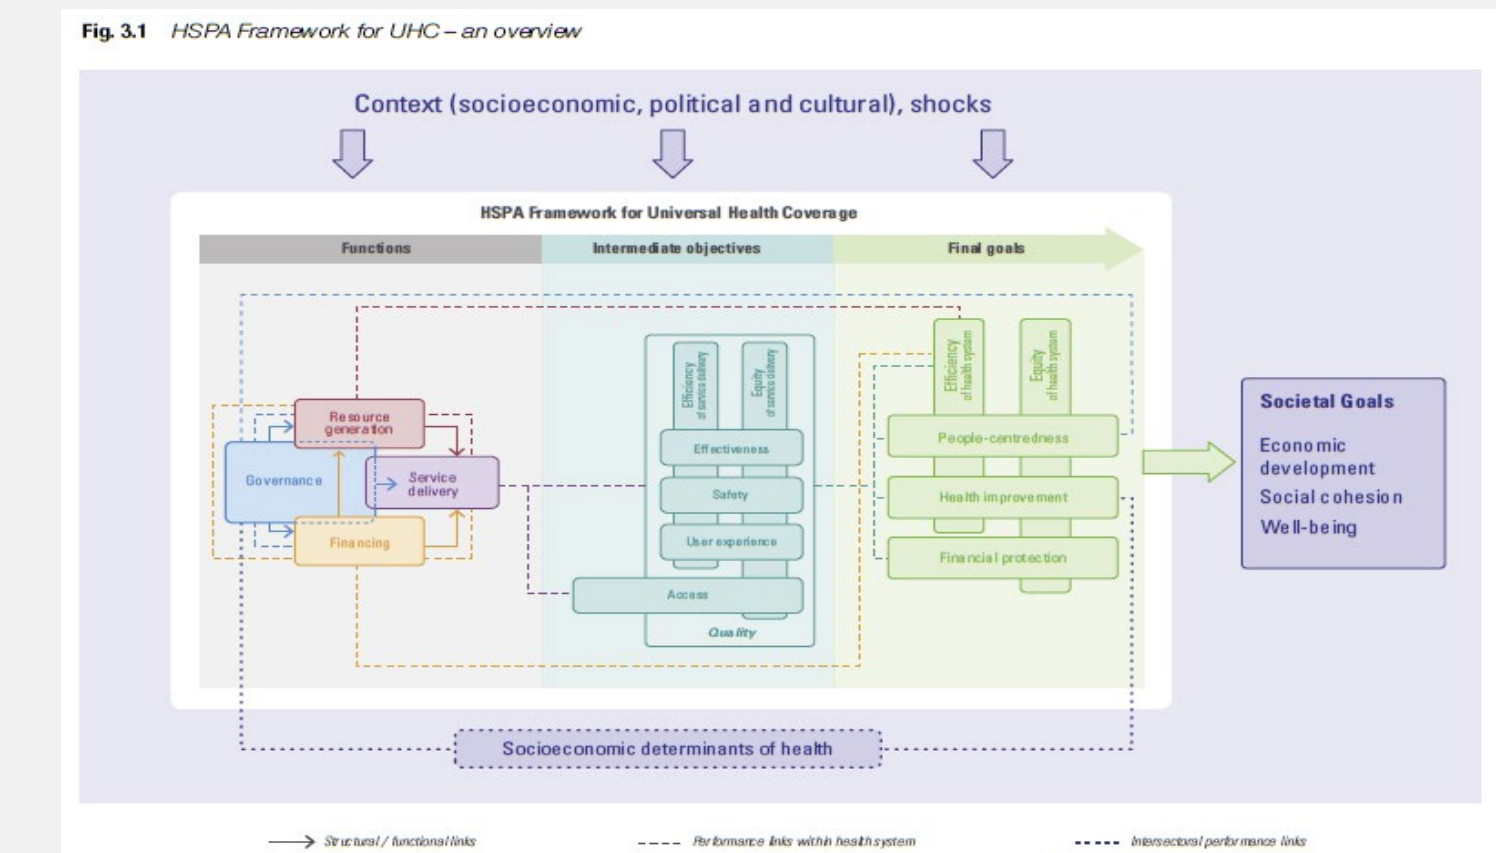 Fig. 3.1 HSPA Framework for UHC – an overview
Context (socioeconomic, political and cultural), shocks
HSPA Framework for Universal Health Coverage
Functions
Intermediate objectives
Final goals
Resource
generation
Governance
Service
delivery
Financing
Efficiency
of service delivery
Equity
of service delivery
Effectiveness
Safety
User experience
Access
Quality
Efficiency
of health system
Equity
of health system
People-centredness
Health improvement
Financial protection
Societal Goals
Economic
development
Social cohesion
Well-being
Socioeconomic determinants of health
Structural / functional links
Performance links within health system
Intersectoral performance links